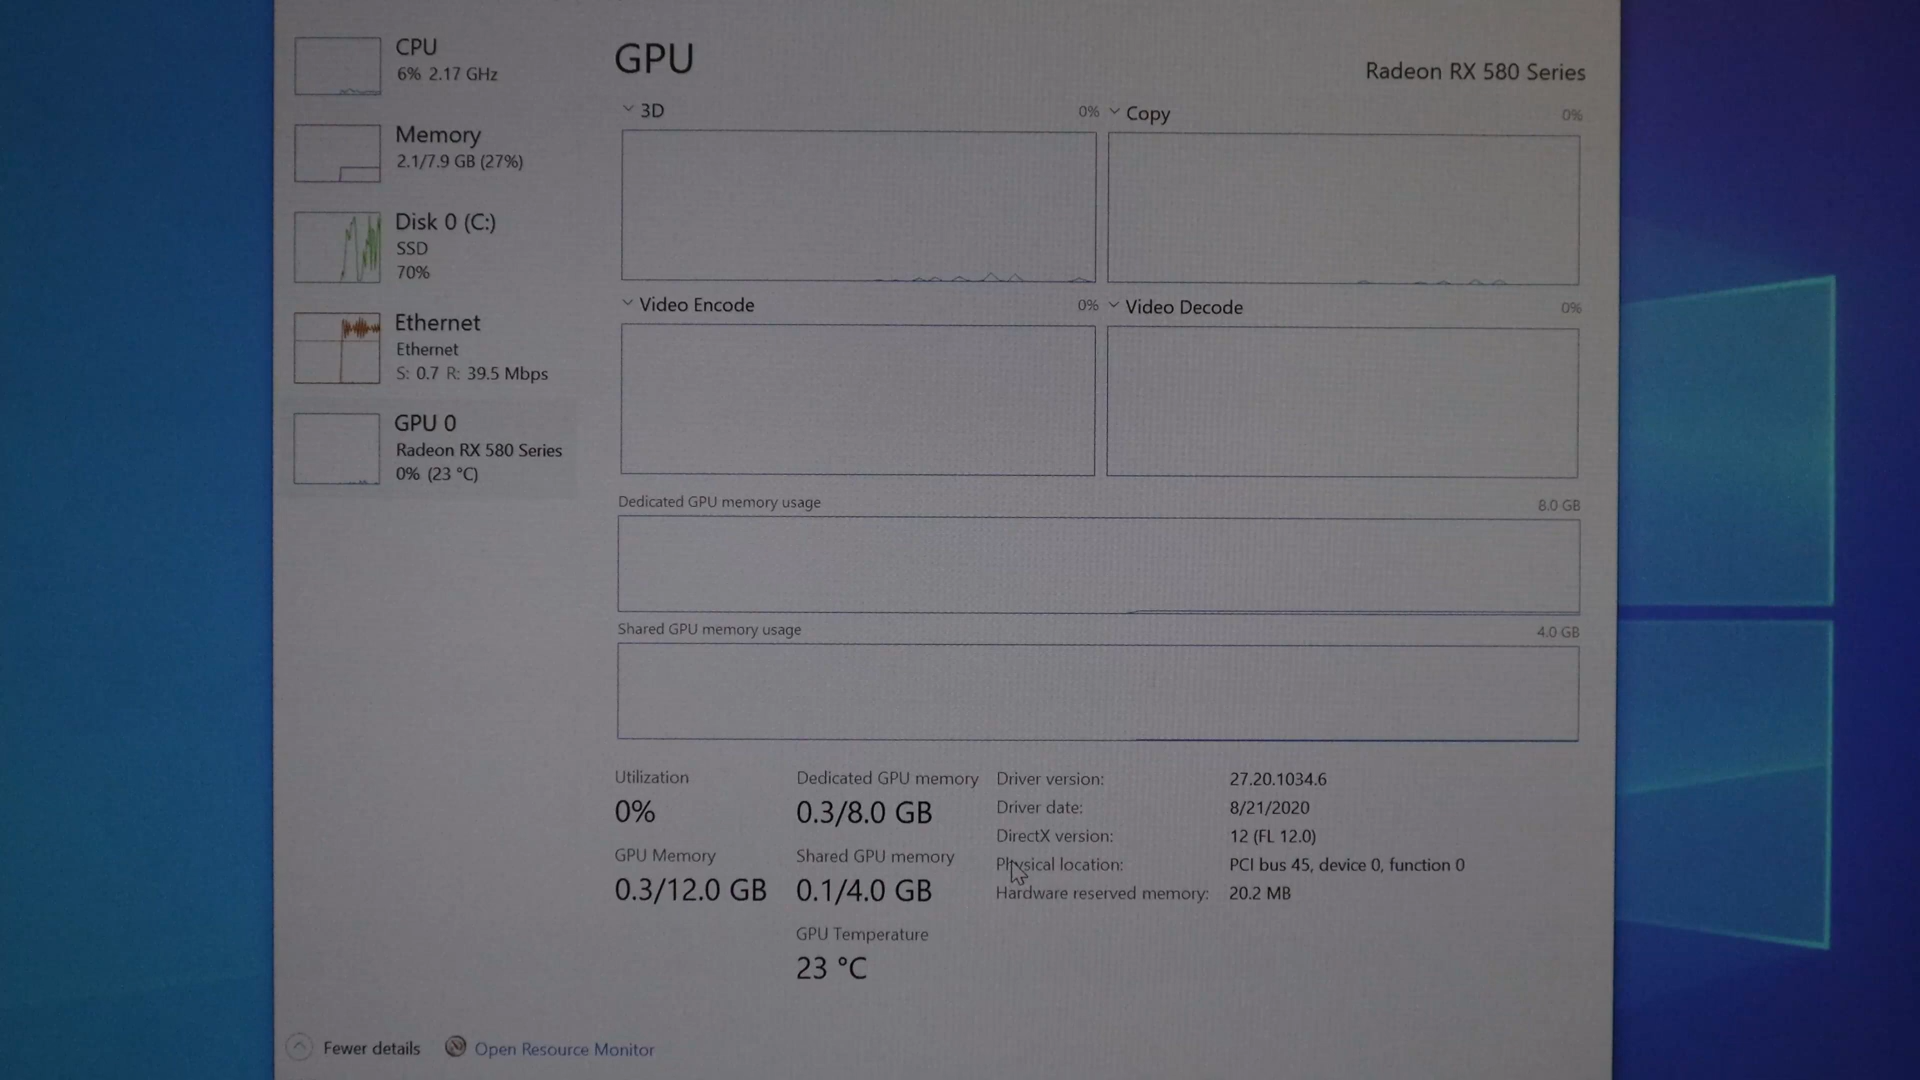 CPU
6% 2.17 GHz
Memory
2.1/7.9 GB (27%)
Disk 0 (C:)
SSD
70%
Ethernet
Ethernet
S: 0.7 R: 39.5 Mbps
GPU 0
Radeon RX 580 Series
0% (23 °C)
GPU
Radeon RX 580 Series
3D 0%
Copy 0%
Video Encode 0%
Video Decode 0%
Dedicated GPU memory usage 8.0 GB
Shared GPU memory usage 4.0 GB
Utilization
0%
GPU Memory
0.3/12.0 GB
Dedicated GPU memory
0.3/8.0 GB
Shared GPU memory
0.1/4.0 GB
GPU Temperature
23 °C
Driver version: 27.20.1034.6
Driver date: 8/21/2020
DirectX version: 12 (FL 12.0)
Physical location: PCI bus 45, device 0, function 0
Hardware reserved memory: 20.2 MB
Fewer details
Open Resource Monitor